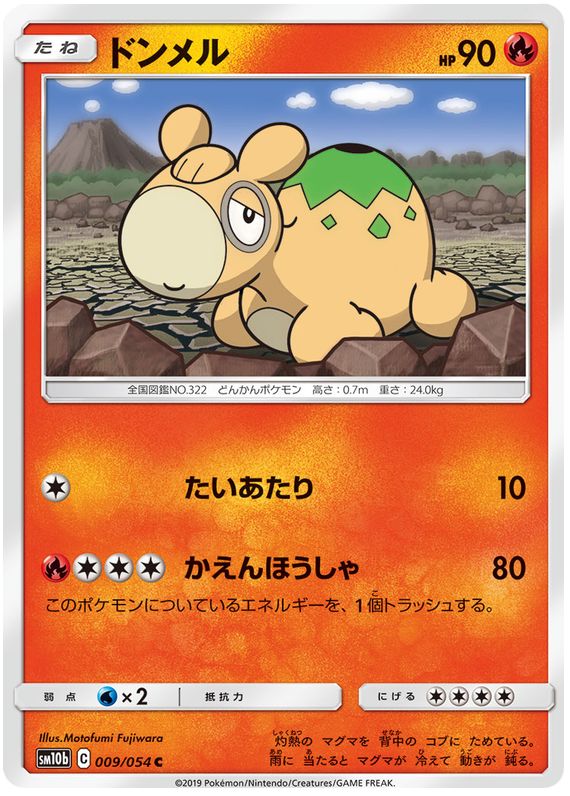 たね ドンメル HP 90
全国図鑑NO.322 どんかんポケモン 高さ:0.7m 重さ:24.0kg
たいあたり 10
かえんほうしゃ 80
このポケモンについているエネルギーを、1個トラッシュする。
弱点 ×2 抵抗力 にげる
Illus.Motofumi Fujiwara
sm10b C 009/054 C
灼熱の マグマを 背中の コブに ためている。
雨に 当たると マグマが 冷えて 動きが 鈍る。
©2019 Pokémon/Nintendo/Creatures/GAME FREAK.